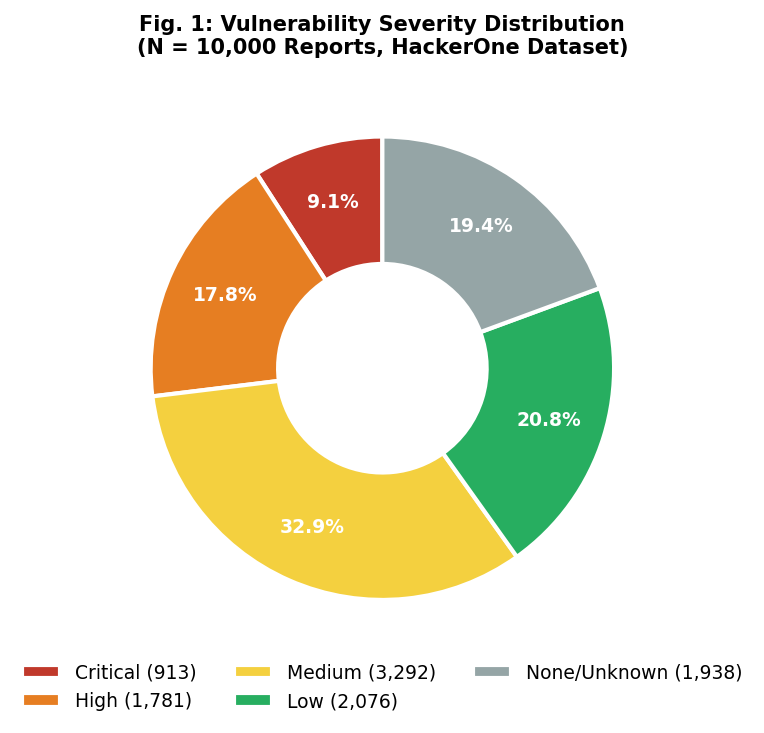 Fig. 1: Vulnerability Severity Distribution
(N = 10,000 Reports, HackerOne Dataset)
9.1%
19.4%
17.8%
20.8%
32.9%
Critical (913)
High (1,781)
Medium (3,292)
Low (2,076)
None/Unknown (1,938)